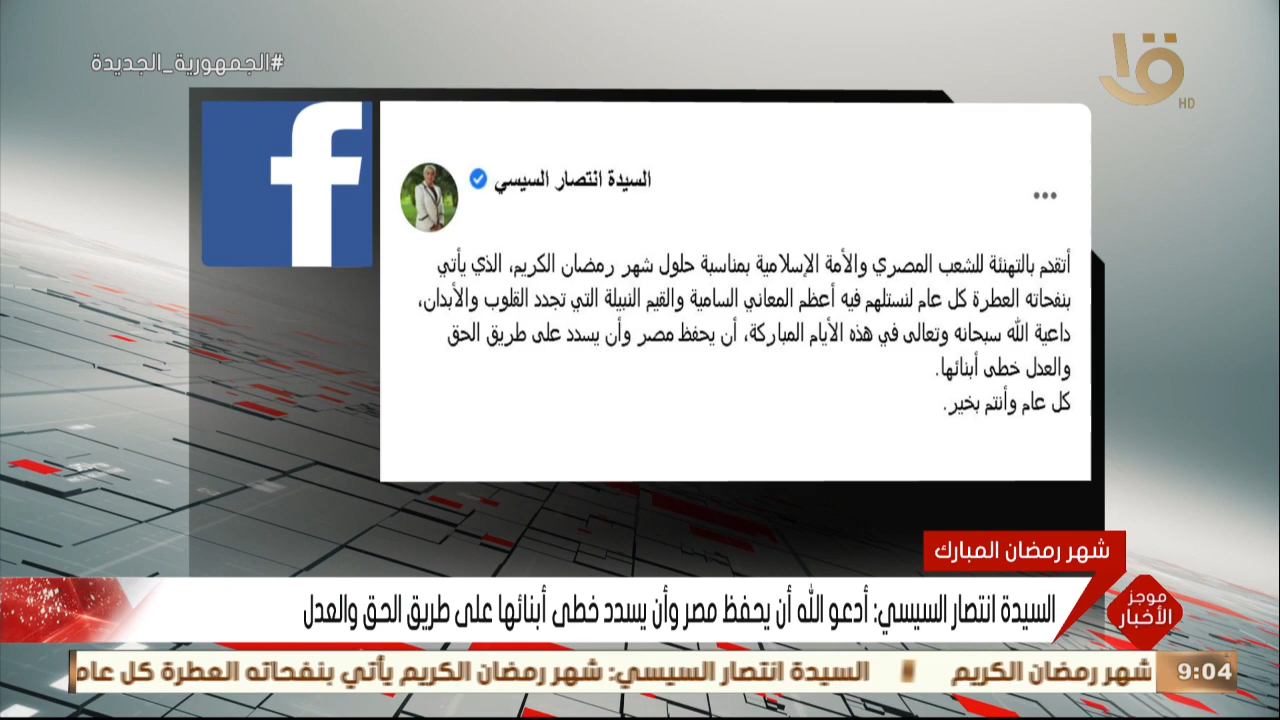 #الجمهورية_الجديدة
HD
السيدة انتصار السيسي
أتقدم بالتهنئة للشعب المصري والأمة الإسلامية بمناسبة حلول شهر رمضان الكريم، الذي يأتي
بنفحاته العطرة كل عام لنستلهم فيه أعظم المعاني السامية والقيم النبيلة التي تجدد القلوب والأبدان،
داعية الله سبحانه وتعالى في هذه الأيام المباركة، أن يحفظ مصر وأن يسدد على طريق الحق
والعدل خطى أبنائها.
كل عام وأنتم بخير.
شهر رمضان المبارك
موجز
الأخبار
السيدة انتصار السيسي: أدعو الله أن يحفظ مصر وأن يسدد خطى أبنائها على طريق الحق والعدل
9:04
شهر رمضان الكريم السيدة انتصار السيسي: شهر رمضان الكريم يأتي بنفحاته العطرة كل عام